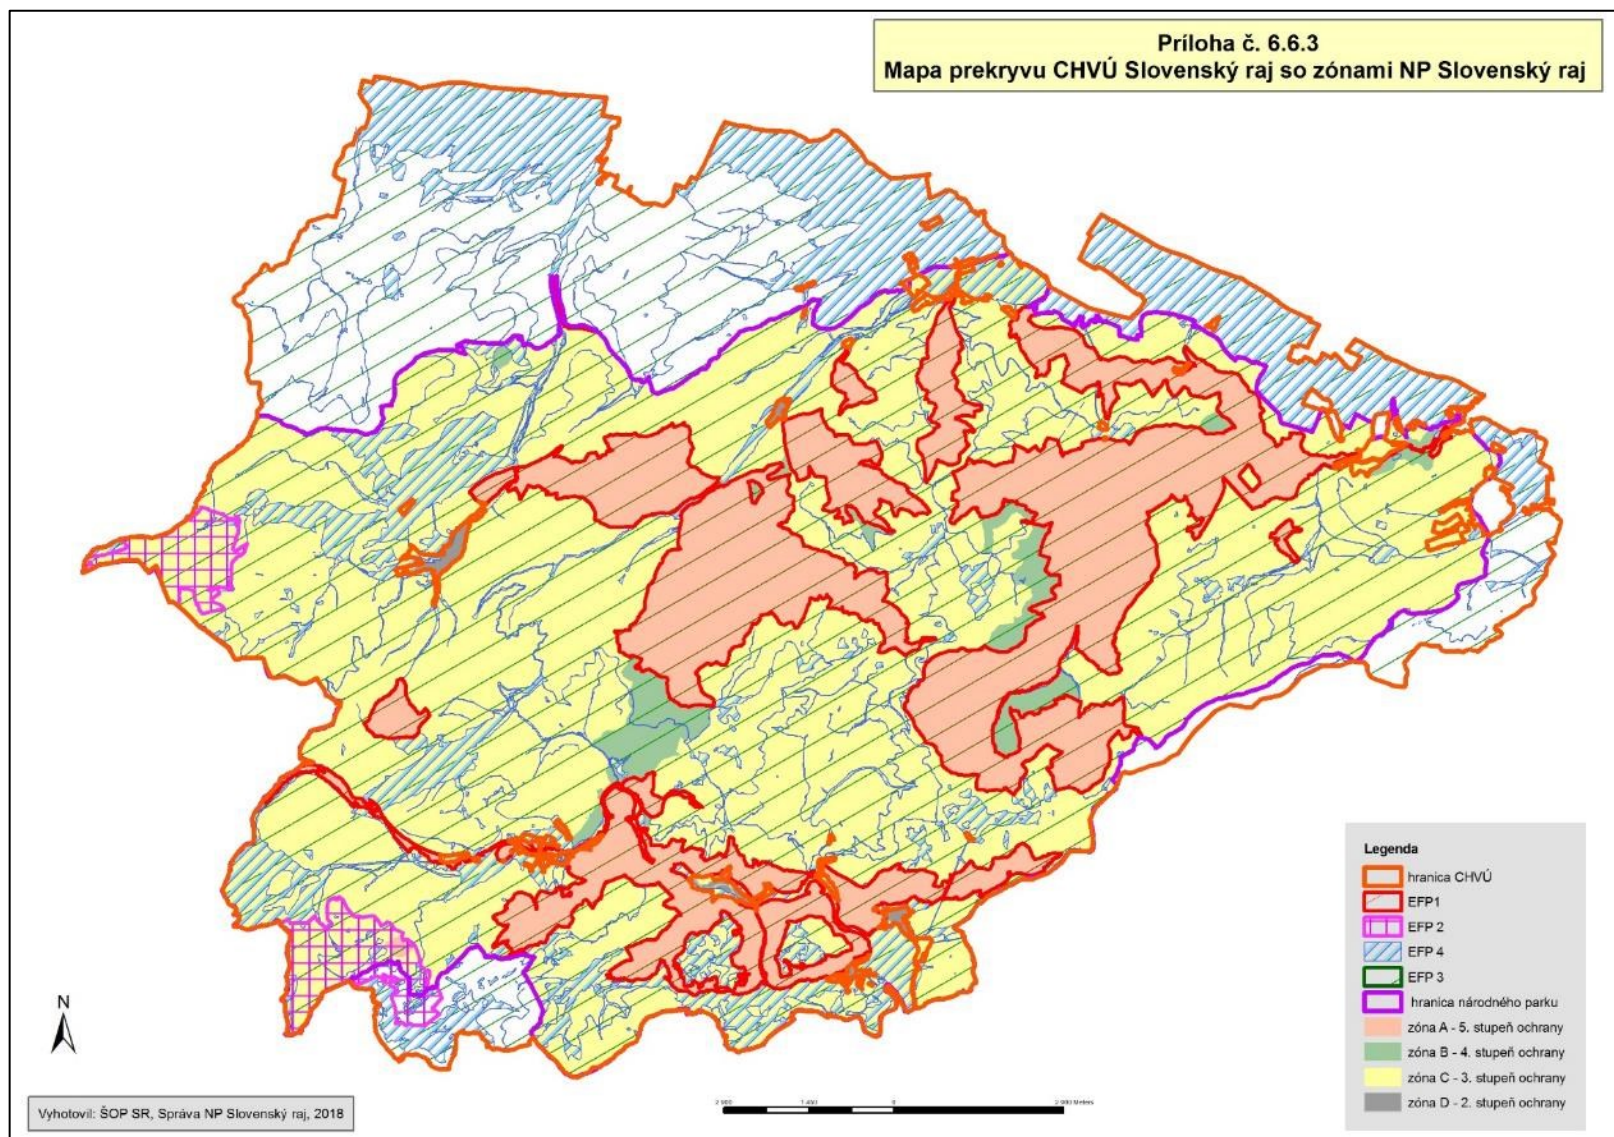 Príloha č. 6.6.3
Mapa prekryvu CHVÚ Slovenský raj so zónami NP Slovenský raj
Legenda
hranica CHVÚ
EFP1
EFP 2
EFP 4
EFP 3
hranica národného parku
zóna A - 5. stupeň ochrany
zóna B - 4. stupeň ochrany
zóna C - 3. stupeň ochrany
zóna D - 2. stupeň ochrany
N
Vyhotovil: ŠOP SR, Správa NP Slovenský raj, 2018
0
Meters